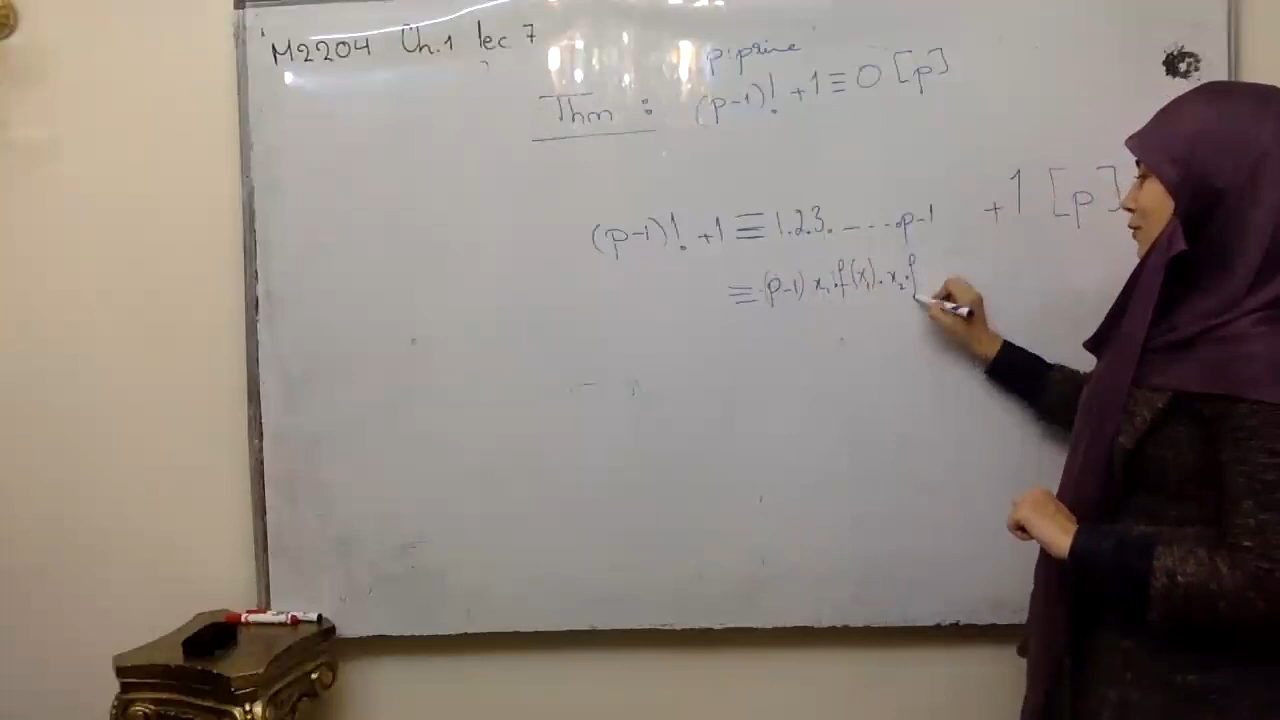 M2204 Ch.1 lec 7
p:prime
Thm : (p-1)! +1 ≡ 0 [p]
(p-1)! +1 ≡ 1.2.3. - - - .p-1 +1 [p]
≡ (p-1) x₁.f(x₁). x₂.f